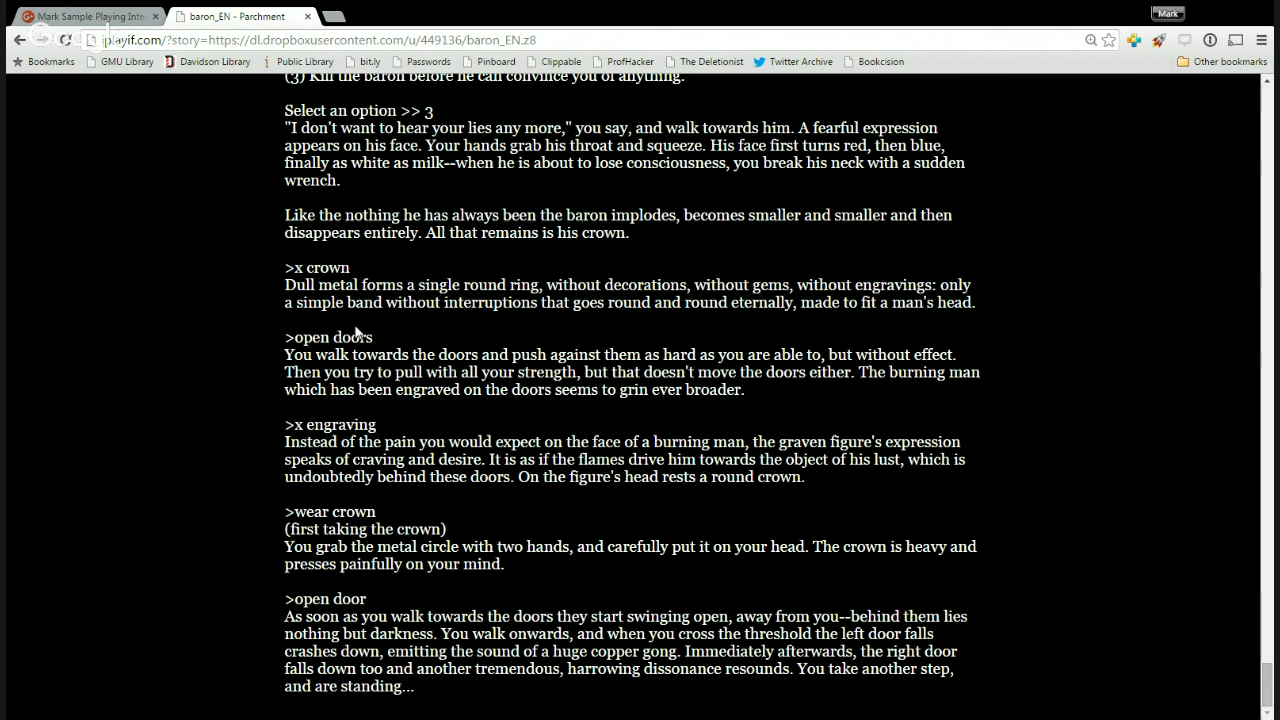 Mark Sample Playing Inte
baron_EN - Parchment
Mark
iplayif.com/?story=https://dl.dropboxusercontent.com/u/449136/baron_EN.z8
Bookmarks GMU Library Davidson Library Public Library bit.ly Passwords Pinboard Clippable ProfHacker The Deletionist Twitter Archive Bookcision Other bookmarks
(3) Kill the baron before he can convince you of anything.
Select an option >> 3
"I don't want to hear your lies any more," you say, and walk towards him. A fearful expression
appears on his face. Your hands grab his throat and squeeze. His face first turns red, then blue,
finally as white as milk--when he is about to lose consciousness, you break his neck with a sudden
wrench.
Like the nothing he has always been the baron implodes, becomes smaller and smaller and then
disappears entirely. All that remains is his crown.
>x crown
Dull metal forms a single round ring, without decorations, without gems, without engravings: only
a simple band without interruptions that goes round and round eternally, made to fit a man's head.
>open doors
You walk towards the doors and push against them as hard as you are able to, but without effect.
Then you try to pull with all your strength, but that doesn't move the doors either. The burning man
which has been engraved on the doors seems to grin ever broader.
>x engraving
Instead of the pain you would expect on the face of a burning man, the graven figure's expression
speaks of craving and desire. It is as if the flames drive him towards the object of his lust, which is
undoubtedly behind these doors. On the figure's head rests a round crown.
>wear crown
(first taking the crown)
You grab the metal circle with two hands, and carefully put it on your head. The crown is heavy and
presses painfully on your mind.
>open door
As soon as you walk towards the doors they start swinging open, away from you--behind them lies
nothing but darkness. You walk onwards, and when you cross the threshold the left door falls
crashes down, emitting the sound of a huge copper gong. Immediately afterwards, the right door
falls down too and another tremendous, harrowing dissonance resounds. You take another step,
and are standing...